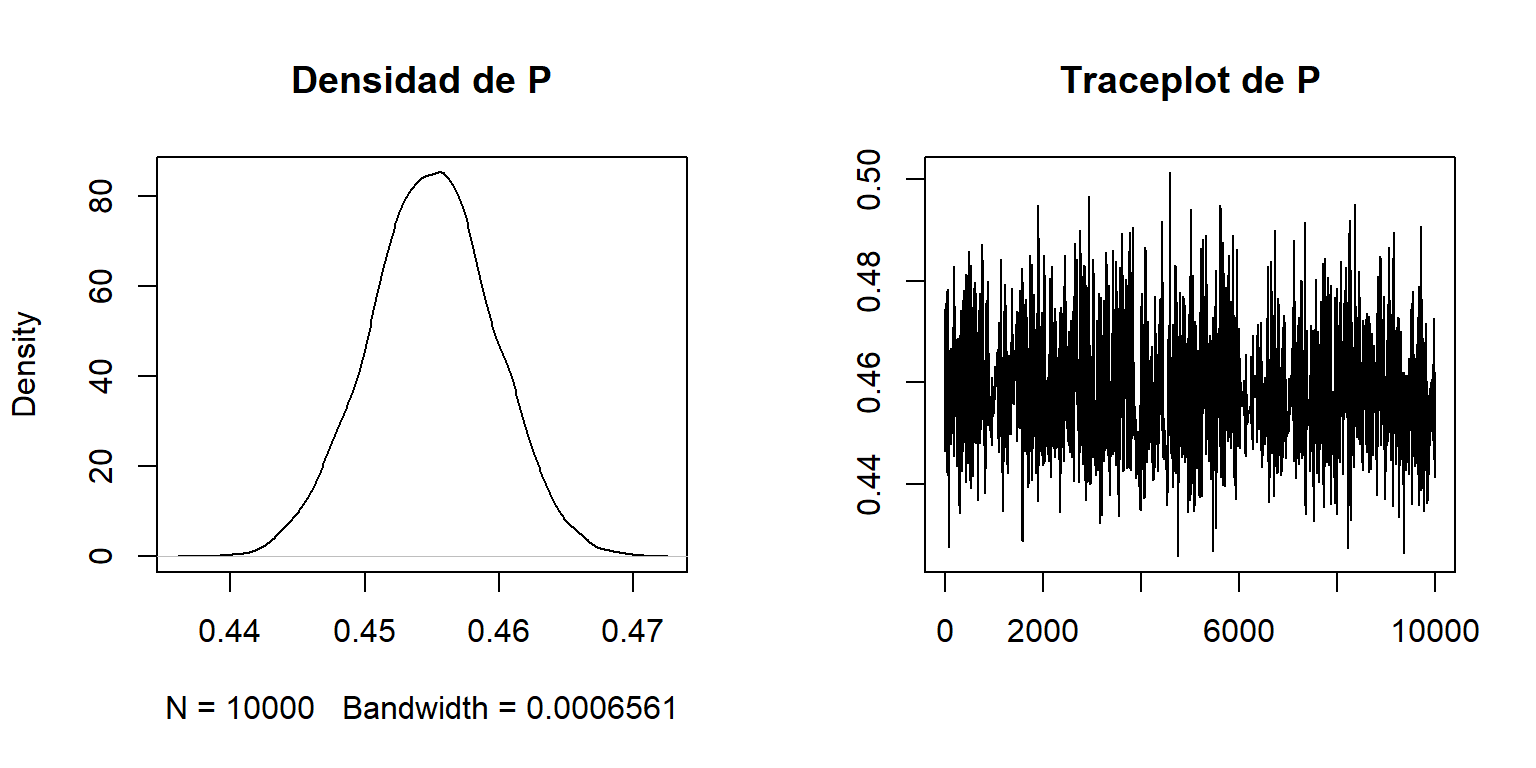 Densidad de P
Density
0 20 40 60 80
0.44 0.45 0.46 0.47
N = 10000 Bandwidth = 0.0006561
Traceplot de P
0.44 0.46 0.48 0.50
0 2000 6000 10000